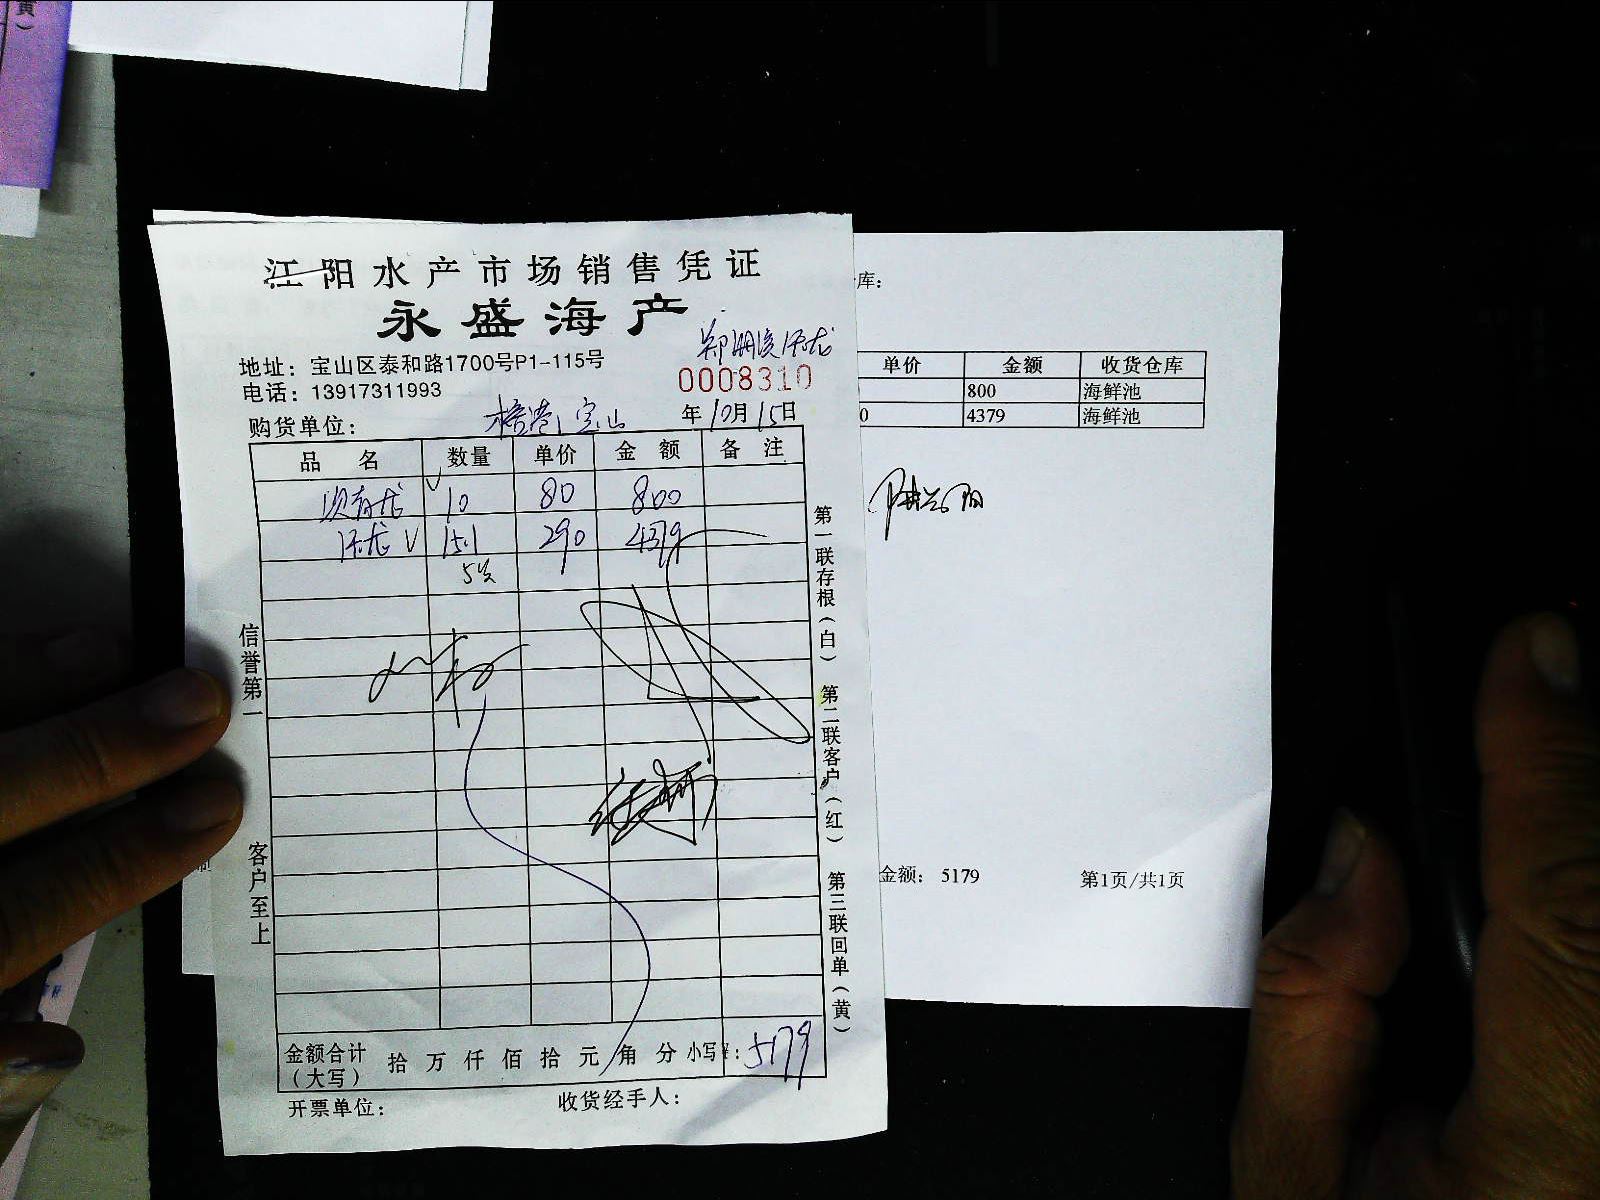 黄）
江阳水产市场销售凭证
永盛海产
地址：宝山区泰和路1700号P1-115号
0008310
电话：13917311993
购货单位： 宝山 年10月15日
品名 数量 单价 金额 备注
10 80 800
15.1 290 4379
信誉第一
客户至上
第一联存根（白） 第二联客户（红） 第三联回单（黄）
金额合计（大写） 拾万仟佰拾元角分 小写¥：5179
开票单位： 收货经手人：
库：
单价 金额 收货仓库
800 海鲜池
0 4379 海鲜池
金额： 5179 第1页/共1页